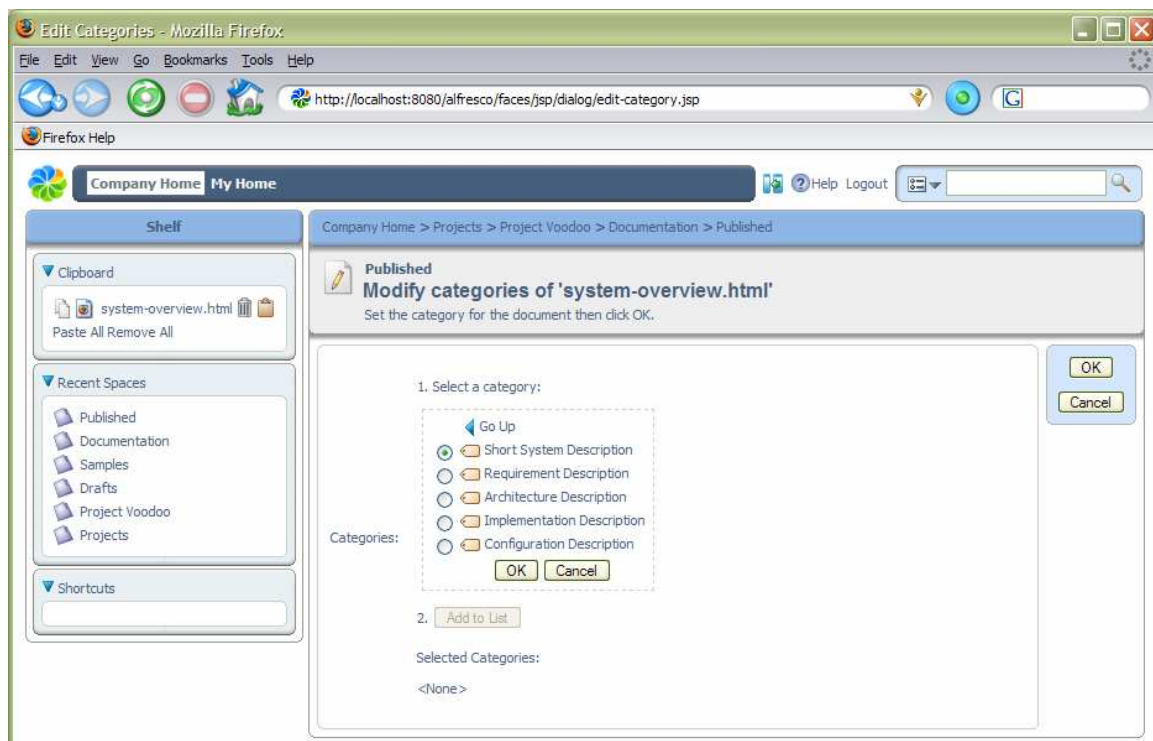 Edit Categories - Mozilla Firefox
File Edit View Go Bookmarks Tools Help
http://localhost:8080/alfresco/faces/jsp/dialog/edit-category.jsp
G
Firefox Help
Company Home My Home
Help Logout
Shelf
Company Home > Projects > Project Voodoo > Documentation > Published
Clipboard
system-overview.html
Paste All Remove All
Recent Spaces
Published
Documentation
Samples
Drafts
Project Voodoo
Projects
Shortcuts
Published
Modify categories of 'system-overview.html'
Set the category for the document then click OK.
Categories:
1. Select a category:
Go Up
Short System Description
Requirement Description
Architecture Description
Implementation Description
Configuration Description
OK Cancel
2. Add to List
Selected Categories:
<None>
OK
Cancel